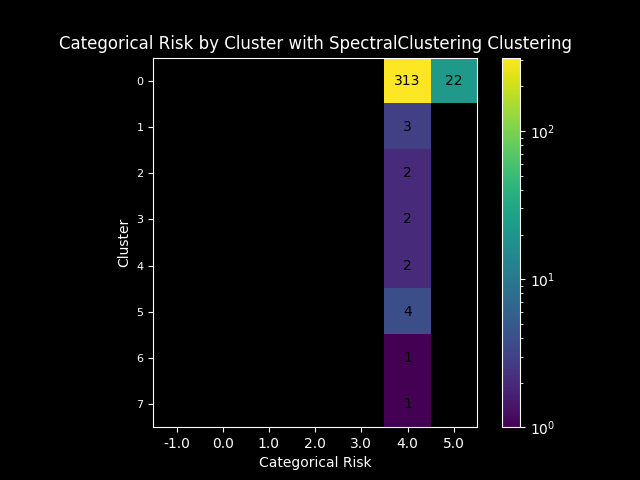 Categorical Risk by Cluster with SpectralClustering Clustering
0 313 22 10²
1 3
2 2
3 2
4 2 10¹
5 4
6 1
7 1 10⁰
-1.0 0.0 1.0 2.0 3.0 4.0 5.0
Categorical Risk
Cluster